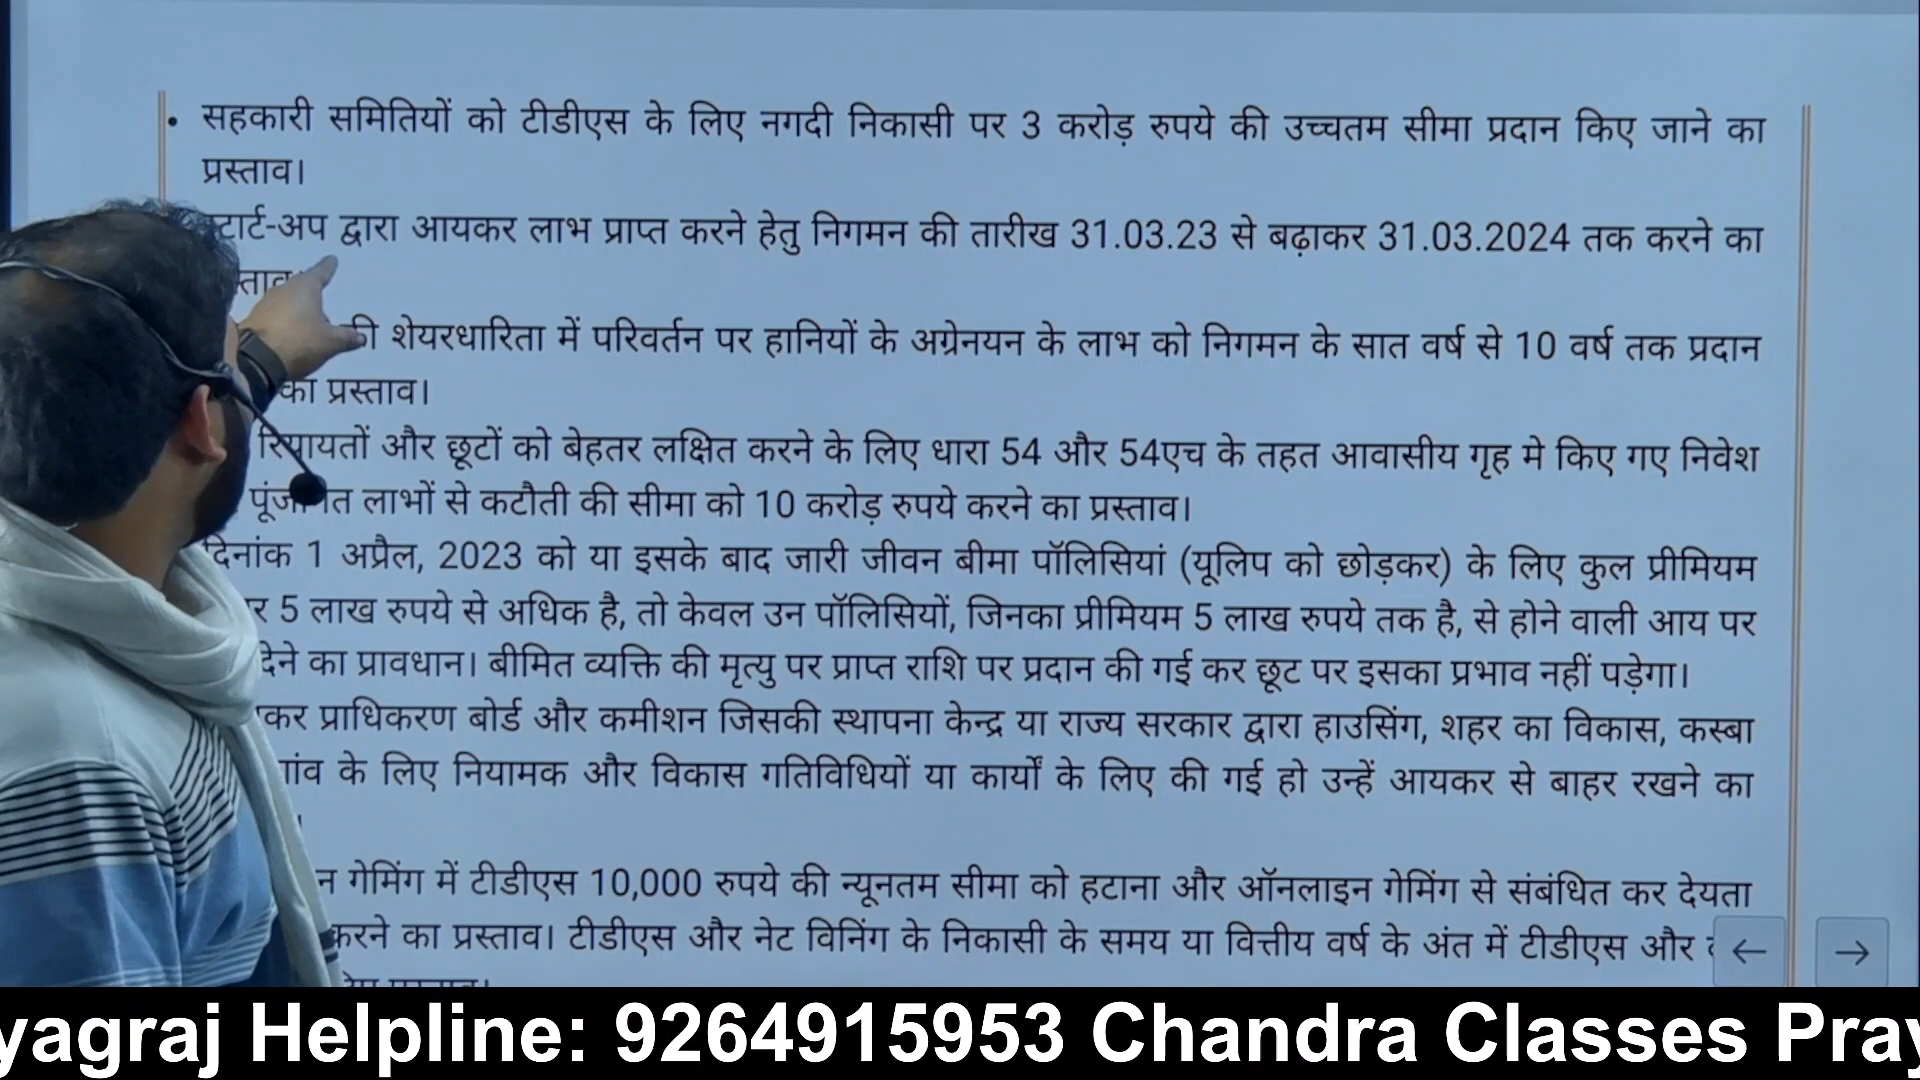 सहकारी समितियों को टीडीएस के लिए नगदी निकासी पर 3 करोड़ रुपये की उच्चतम सीमा प्रदान किए जाने का
प्रस्ताव।
द्वारा आयकर लाभ प्राप्त करने हेतु निगमन की तारीख 31.03.23 से बढ़ाकर 31.03.2024 तक करने का
शेयरधारिता में परिवर्तन पर हानियों के अग्रेनयन के लाभ को निगमन के सात वर्ष से 10 वर्ष तक प्रदान
का प्रस्ताव।
रियायतों और छूटों को बेहतर लक्षित करने के लिए धारा 54 और 54एच के तहत आवासीय गृह मे किए गए निवेश
लाभों से कटौती की सीमा को 10 करोड़ रुपये करने का प्रस्ताव।
दिनांक 1 अप्रैल, 2023 को या इसके बाद जारी जीवन बीमा पॉलिसियां (यूलिप को छोड़कर) के लिए कुल प्रीमियम
5 लाख रुपये से अधिक है, तो केवल उन पॉलिसियों, जिनका प्रीमियम 5 लाख रुपये तक है, से होने वाली आय पर
देने का प्रावधान। बीमित व्यक्ति की मृत्यु पर प्राप्त राशि पर प्रदान की गई कर छूट पर इसका प्रभाव नहीं पड़ेगा।
प्राधिकरण बोर्ड और कमीशन जिसकी स्थापना केन्द्र या राज्य सरकार द्वारा हाउसिंग, शहर का विकास, कस्बा
के लिए नियामक और विकास गतिविधियों या कार्यों के लिए की गई हो उन्हें आयकर से बाहर रखने का
गेमिंग में टीडीएस 10,000 रुपये की न्यूनतम सीमा को हटाना और ऑनलाइन गेमिंग से संबंधित कर देयता
करने का प्रस्ताव। टीडीएस और नेट विनिंग के निकासी के समय या वित्तीय वर्ष के अंत में टीडीएस और
yagraj Helpline: 9264915953 Chandra Classes Pray